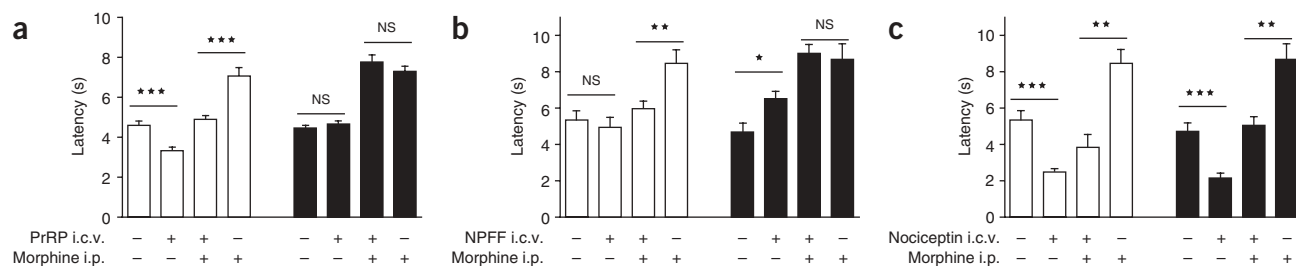 a
10
8
6
4
2
0
Latency (s)
★★★
★★★
NS
NS
PrRP i.c.v. – + + – – + + –
Morphine i.p. – – + + – – + +
b
10
8
6
4
2
0
Latency (s)
NS
★★
★
NS
NPFF i.c.v. – + + – – + + –
Morphine i.p. – – + + – – + +
c
10
8
6
4
2
0
Latency (s)
★★★
★★
★★★
★★
Nociceptin i.c.v. – + + – – + + –
Morphine i.p. – – + + – – + +